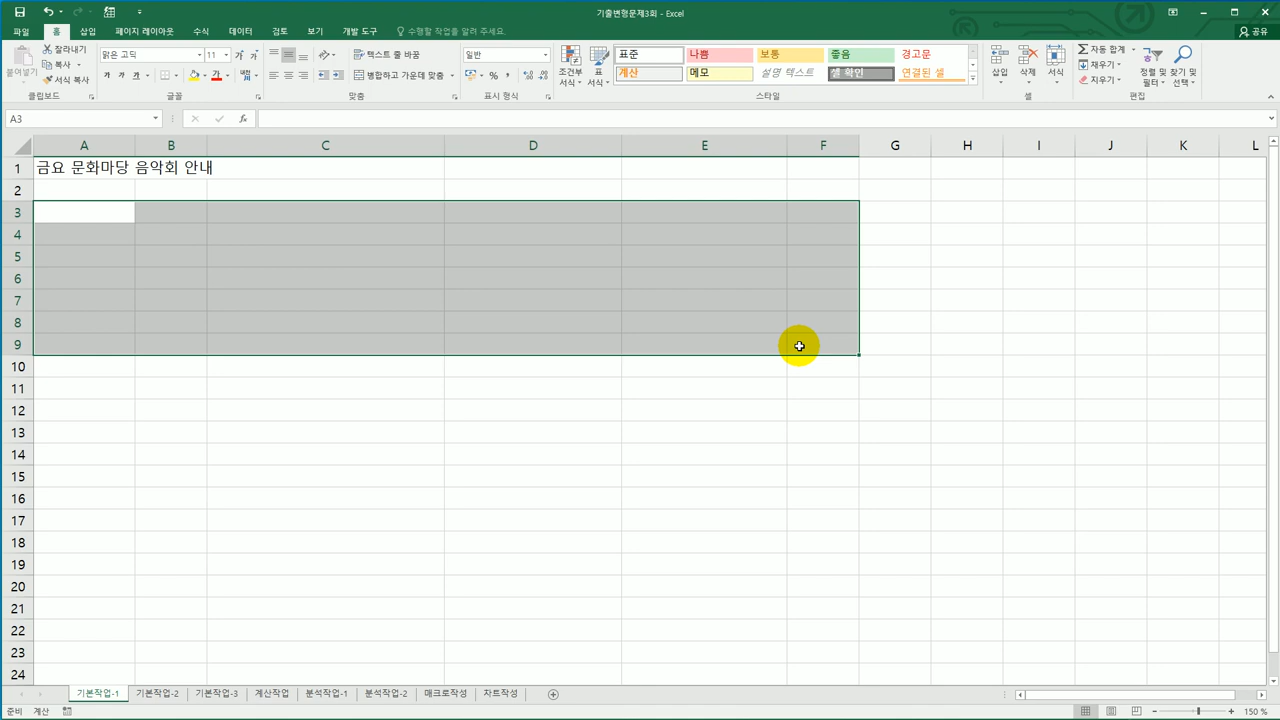 기출변형문제3회 - Excel
파일 홈 삽입 페이지 레이아웃 수식 데이터 검토 보기 개발 도구 수행할 작업을 알려 주세요. 공유
붙여넣기 잘라내기 복사 서식 복사
클립보드
맑은 고딕 11
가 가 가
글꼴
텍스트 줄 바꿈
병합하고 가운데 맞춤
맞춤
일반
표시 형식
조건부 서식 표 서식
표준 나쁨 보통 좋음 경고문
계산 메모 설명 텍스트 셀 확인 연결된 셀
스타일
삽입 삭제 서식
셀
자동 합계
채우기
지우기
정렬 및 필터 찾기 및 선택
편집
A3
A B C D E F G H I J K L
1 금요 문화마당 음악회 안내
2
3
4
5
6
7
8
9
10
11
12
13
14
15
16
17
18
19
20
21
22
23
24
기본작업-1 기본작업-2 기본작업-3 계산작업 분석작업-1 분석작업-2 매크로작성 차트작성
준비 계산 150 %